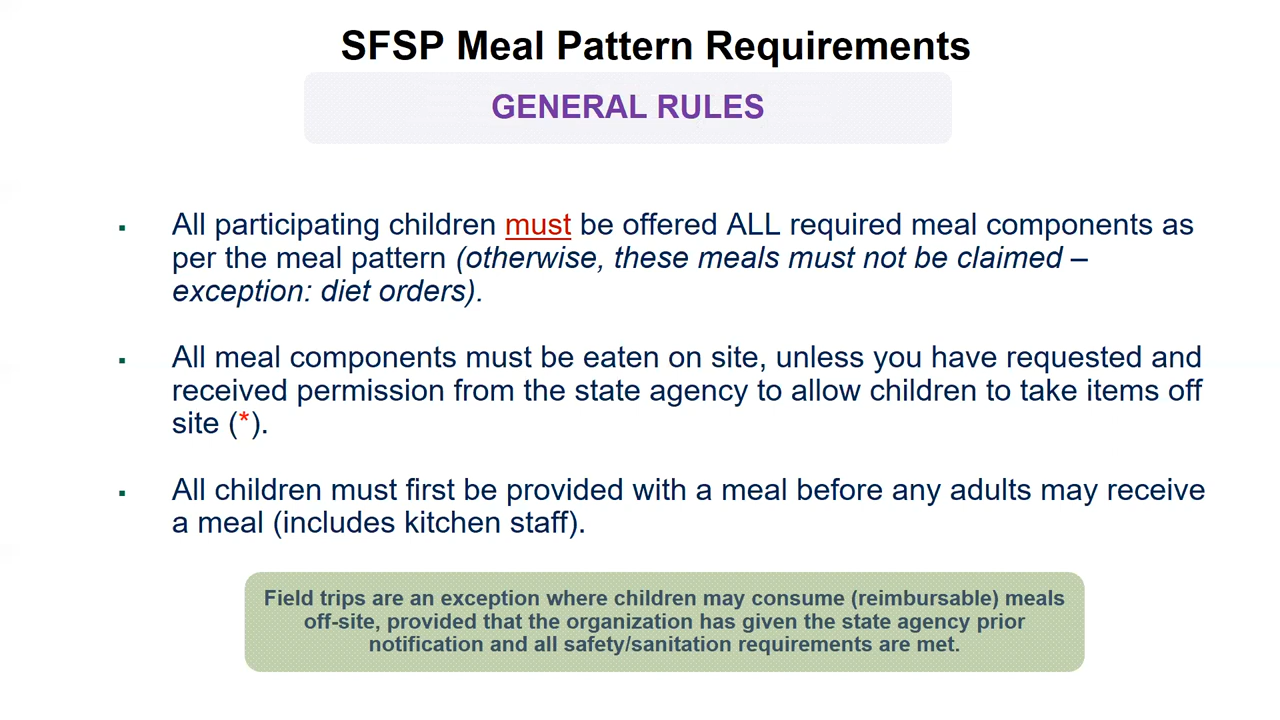 SFSP Meal Pattern Requirements
GENERAL RULES
▪ All participating children must be offered ALL required meal components as
per the meal pattern (otherwise, these meals must not be claimed –
exception: diet orders).
▪ All meal components must be eaten on site, unless you have requested and
received permission from the state agency to allow children to take items off
site (*).
▪ All children must first be provided with a meal before any adults may receive
a meal (includes kitchen staff).
Field trips are an exception where children may consume (reimbursable) meals
off-site, provided that the organization has given the state agency prior
notification and all safety/sanitation requirements are met.